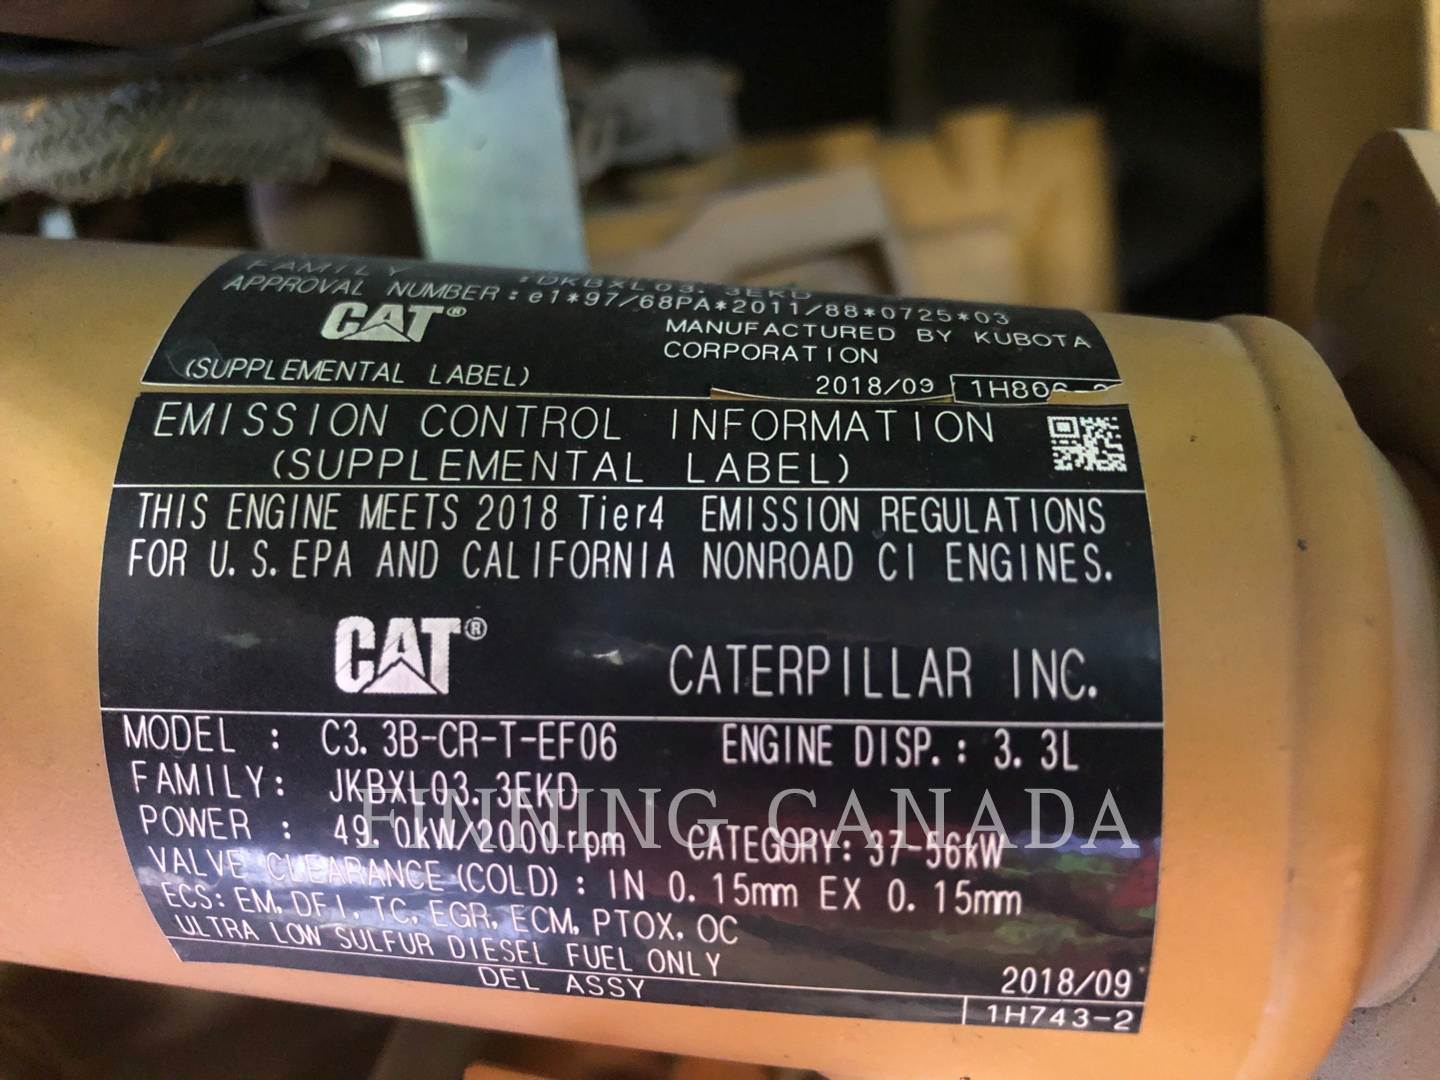 FAMILY :DKBXL03.3EKD
APPROVAL NUMBER:e1*97/68PA*2011/88*0725*03
CAT®
MANUFACTURED BY KUBOTA
CORPORATION
(SUPPLEMENTAL LABEL)
2018/09
EMISSION CONTROL INFORMATION
(SUPPLEMENTAL LABEL)
THIS ENGINE MEETS 2018 Tier4 EMISSION REGULATIONS
FOR U.S.EPA AND CALIFORNIA NONROAD CI ENGINES.
CAT® CATERPILLAR INC.
MODEL : C3.3B-CR-T-EF06 ENGINE DISP.: 3.3L
FAMILY: JKBXL03.3EKD
FINNING CANADA
POWER : 49.0kW/2000rpm CATEGORY: 37-56kW
VALVE CLEARANCE(COLD): IN 0.15mm EX 0.15mm
ECS: EM, DFI, TC, EGR, ECM, PTOX, OC
ULTRA LOW SULFUR DIESEL FUEL ONLY
DEL ASSY
2018/09
1H743-2